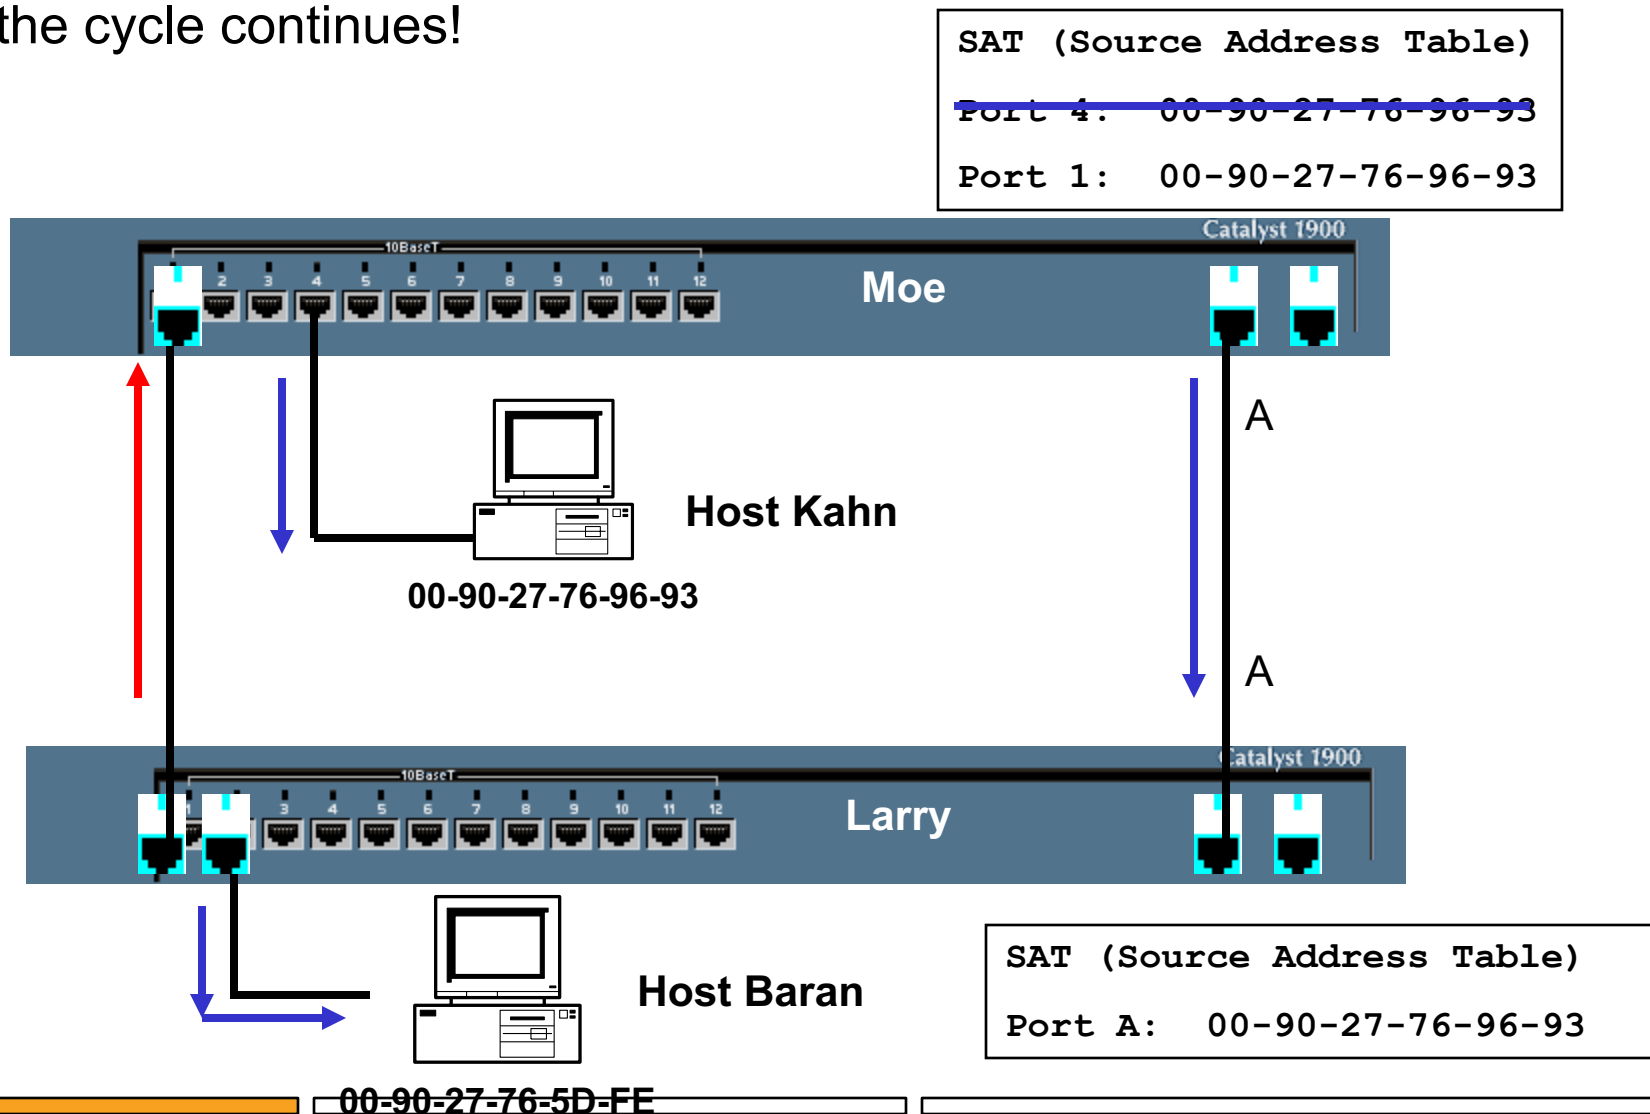 the cycle continues!
SAT (Source Address Table)
Port 4: 00-90-27-76-96-93
Port 1: 00-90-27-76-96-93
Catalyst 1900
10BaseT
2 3 4 5 6 7 8 9 10 11 12
Moe
A
Host Kahn
00-90-27-76-96-93
A
Catalyst 1900
10BaseT
1 3 4 5 6 7 8 9 10 11 12
Larry
Host Baran
00-90-27-76-5D-FE
SAT (Source Address Table)
Port A: 00-90-27-76-96-93